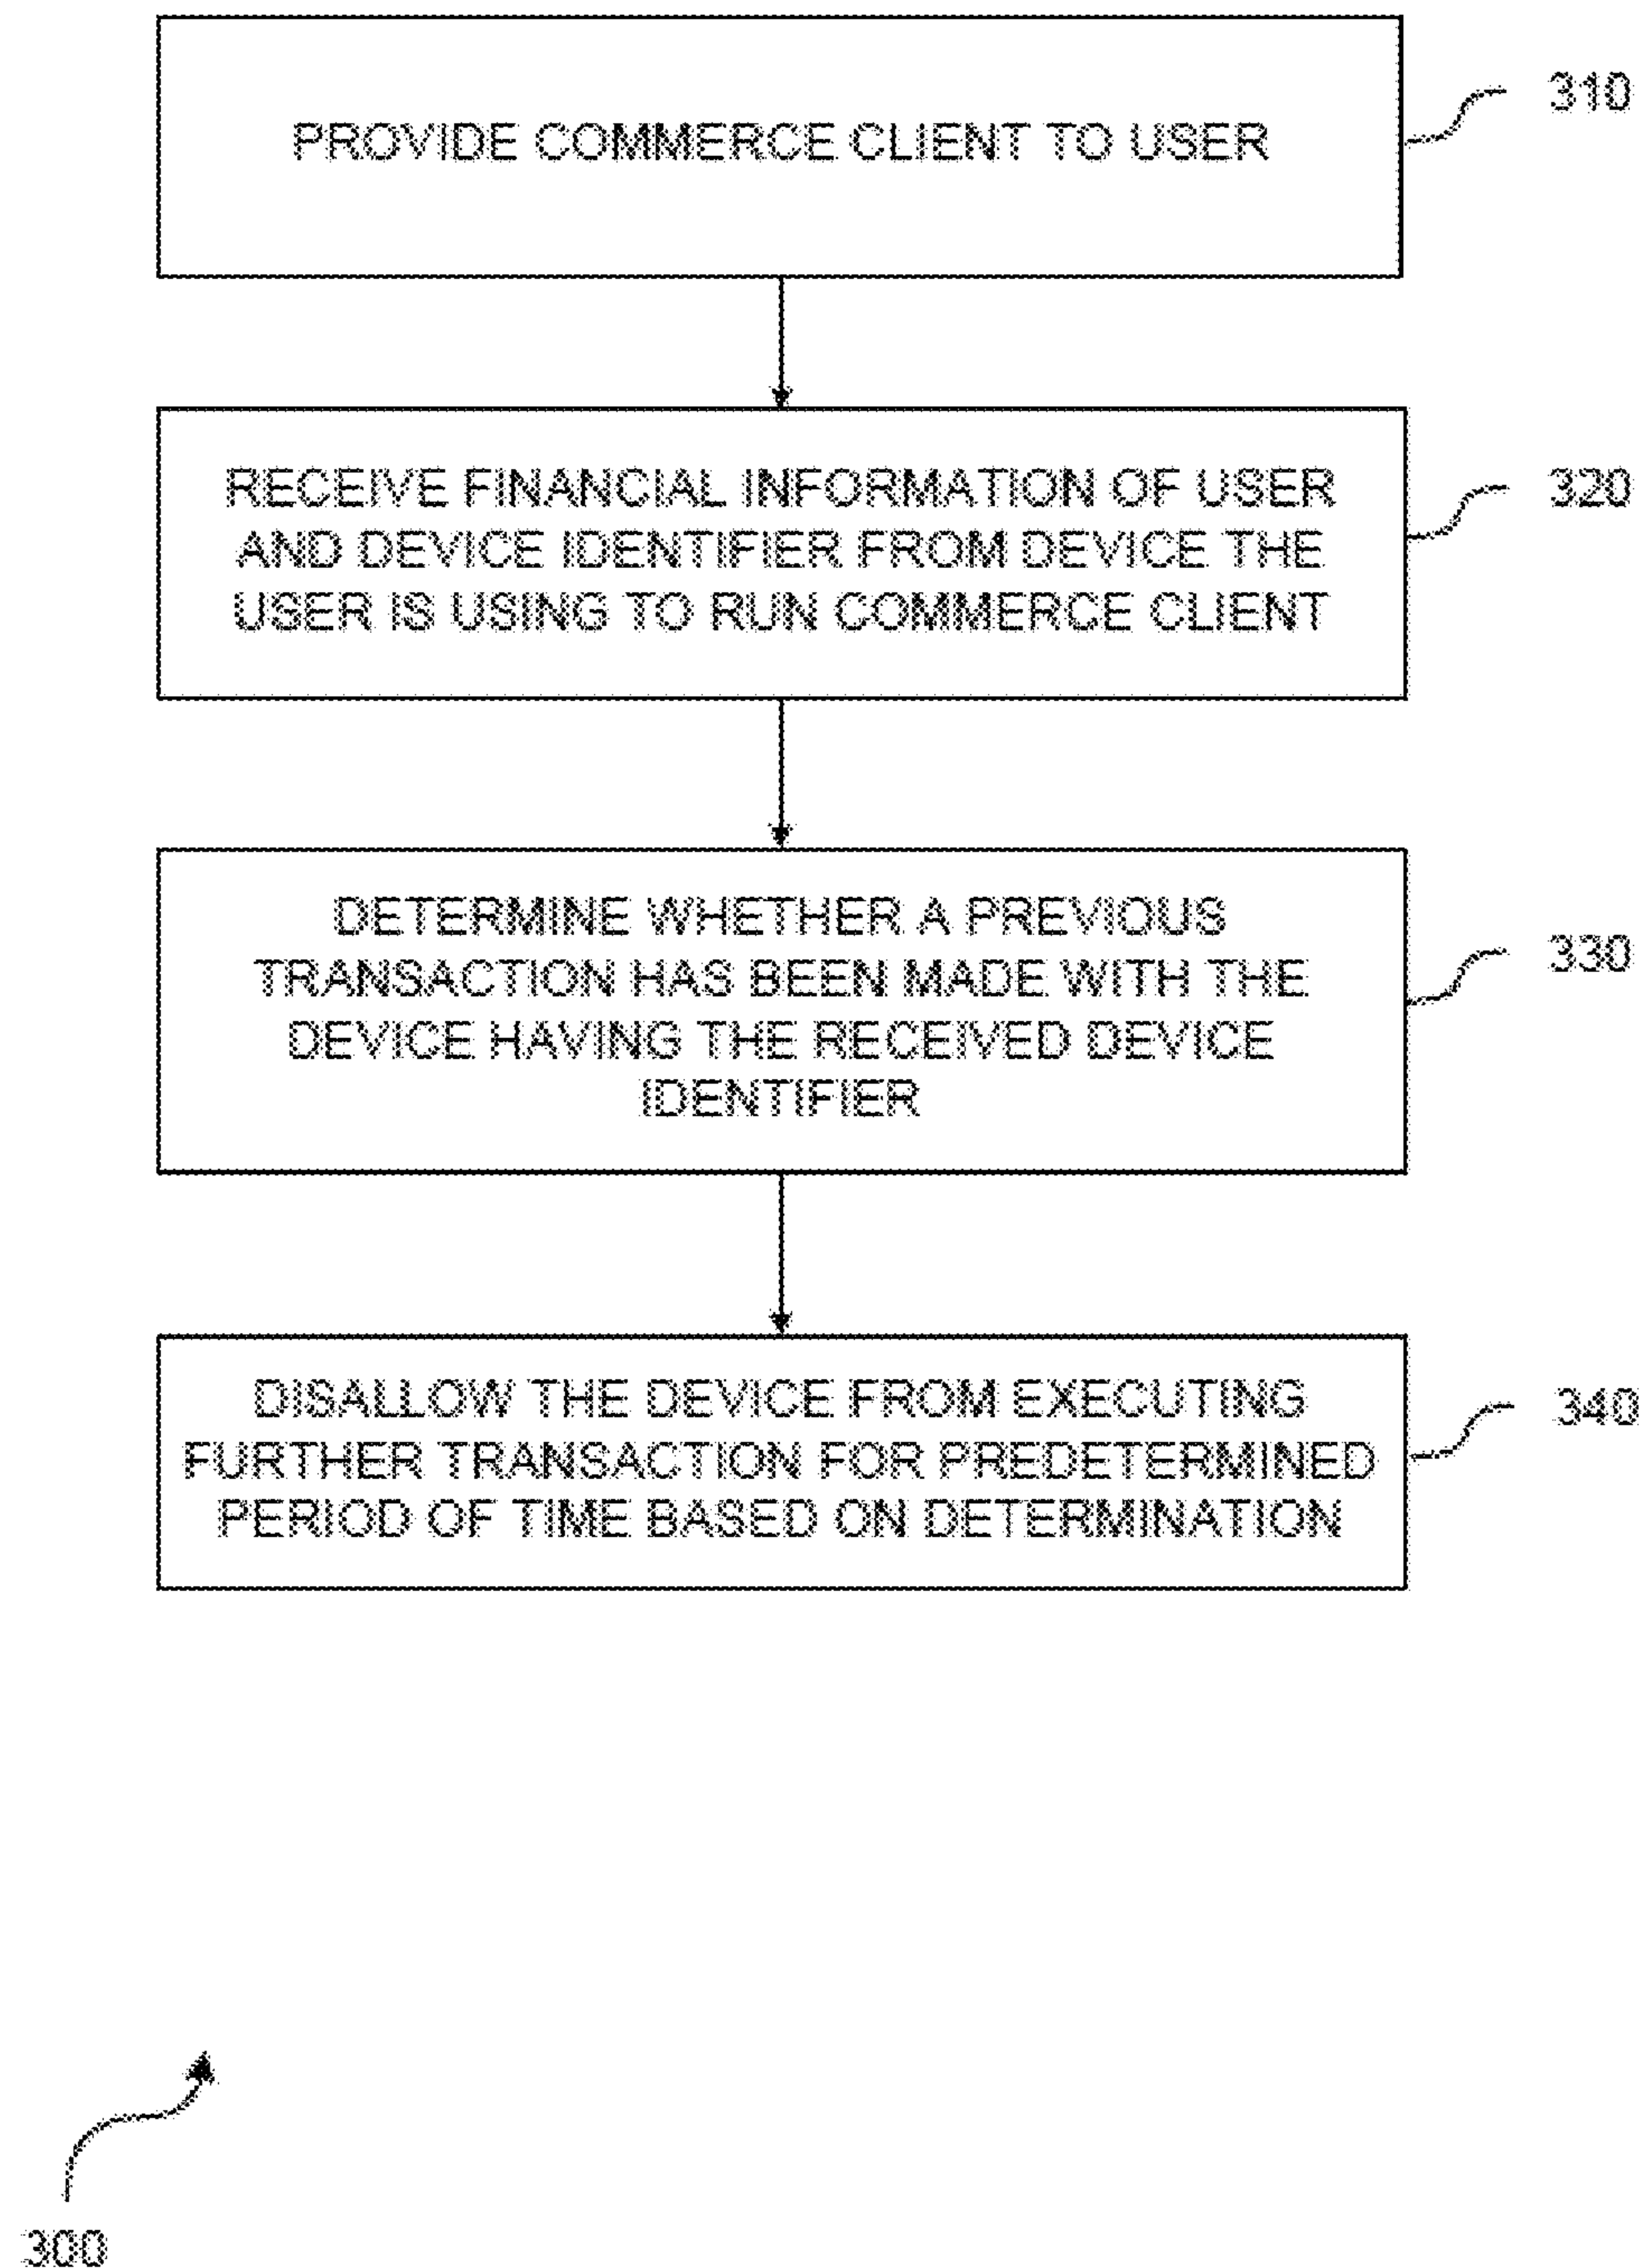 PROVIDE COMMERCE CLIENT TO USER
310
RECEIVE FINANCIAL INFORMATION OF USER
AND DEVICE IDENTIFIER FROM DEVICE THE
USER IS USING TO RUN COMMERCE CLIENT
320
DETERMINE WHETHER A PREVIOUS
TRANSACTION HAS BEEN MADE WITH THE
DEVICE HAVING THE RECEIVED DEVICE
IDENTIFIER
330
DISALLOW THE DEVICE FROM EXECUTING
FURTHER TRANSACTION FOR PREDETERMINED
PERIOD OF TIME BASED ON DETERMINATION
340
300